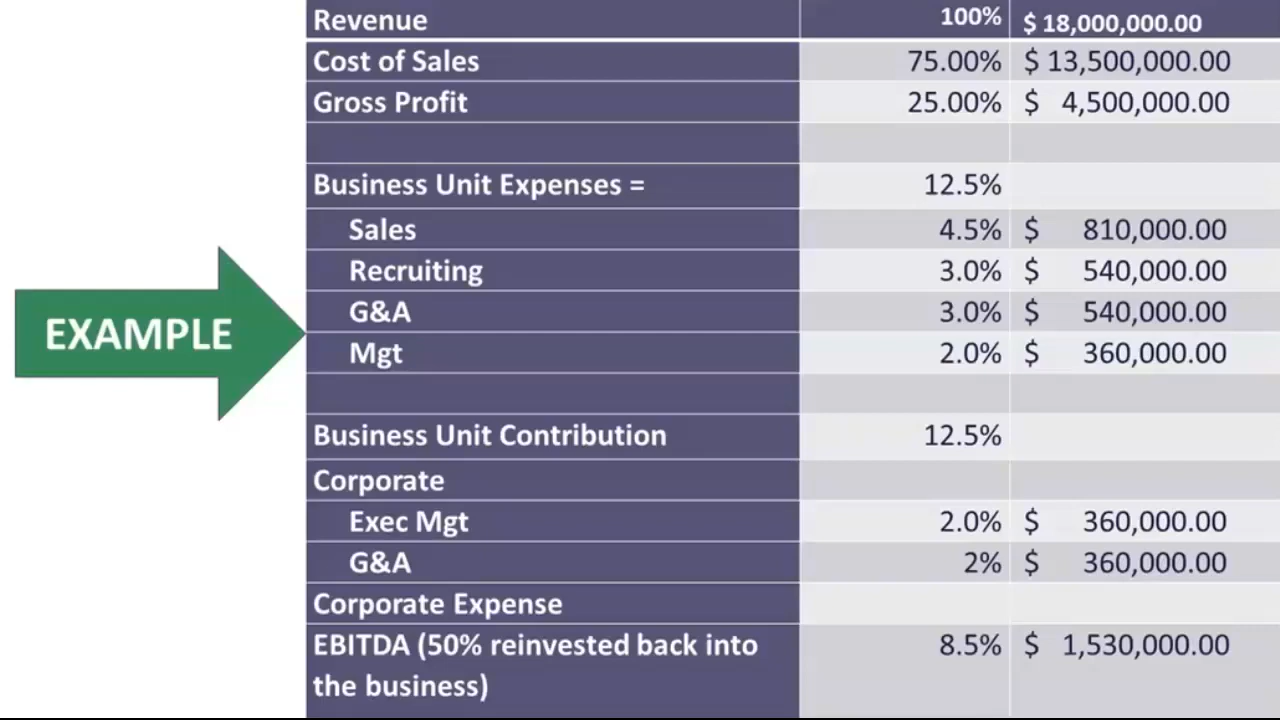 Revenue 100% $ 18,000,000.00
Cost of Sales 75.00% $ 13,500,000.00
Gross Profit 25.00% $ 4,500,000.00
Business Unit Expenses = 12.5%
Sales 4.5% $ 810,000.00
Recruiting 3.0% $ 540,000.00
G&A 3.0% $ 540,000.00
EXAMPLE
Mgt 2.0% $ 360,000.00
Business Unit Contribution 12.5%
Corporate
Exec Mgt 2.0% $ 360,000.00
G&A 2% $ 360,000.00
Corporate Expense
EBITDA (50% reinvested back into 8.5% $ 1,530,000.00
the business)